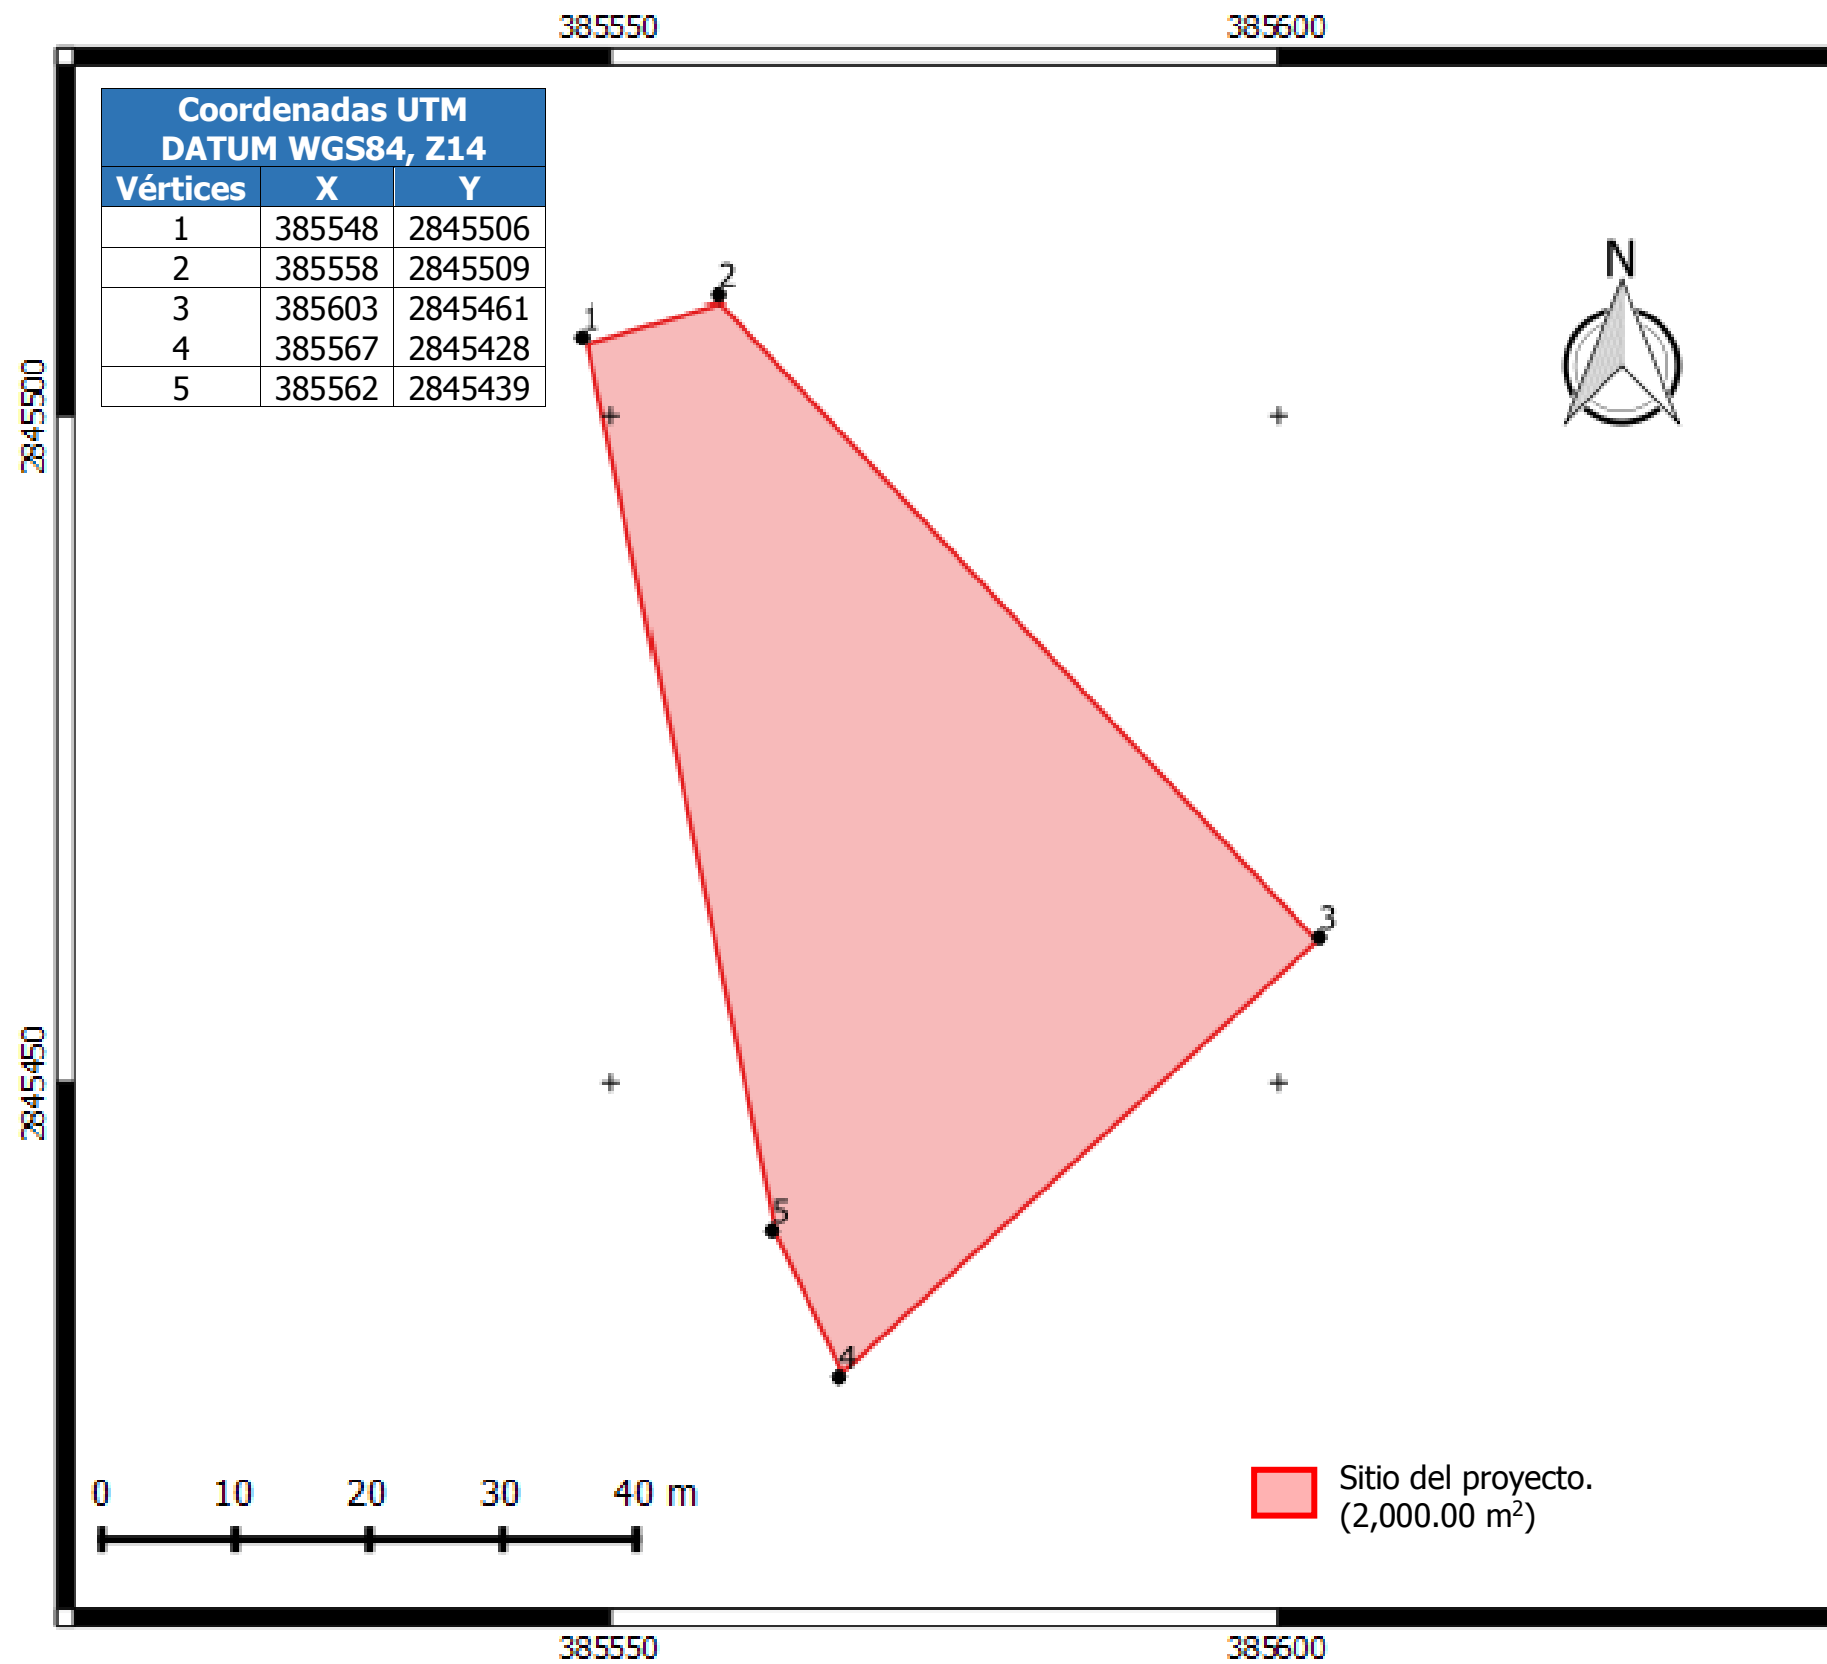 385550 385600
Coordenadas UTM
DATUM WGS84, Z14
Vértices X Y
1 385548 2845506
2 385558 2845509
3 385603 2845461
4 385567 2845428
5 385562 2845439
N
2
1
2845500
3
2845450
5
4
0 10 20 30 40 m
Sitio del proyecto.
(2,000.00 m²)
385550 385600